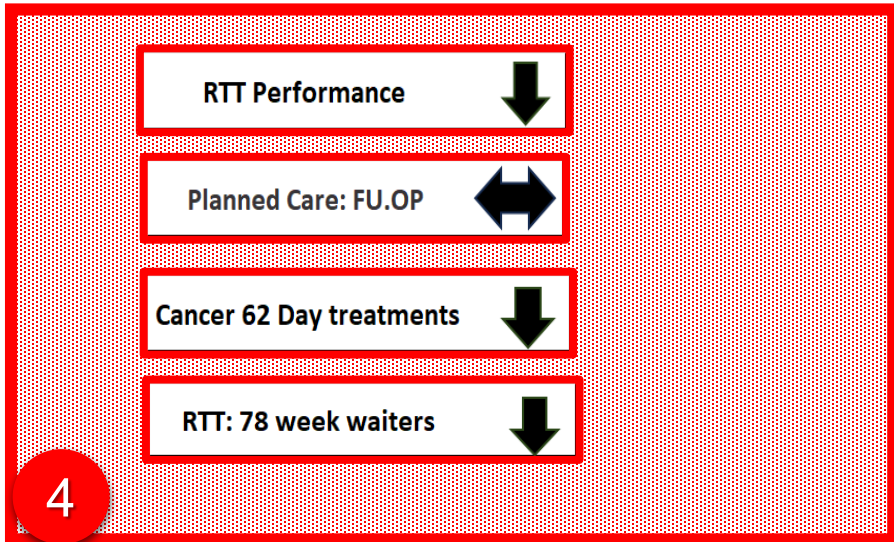 RTT Performance
Planned Care: FU.OP
Cancer 62 Day treatments
RTT: 78 week waiters
4